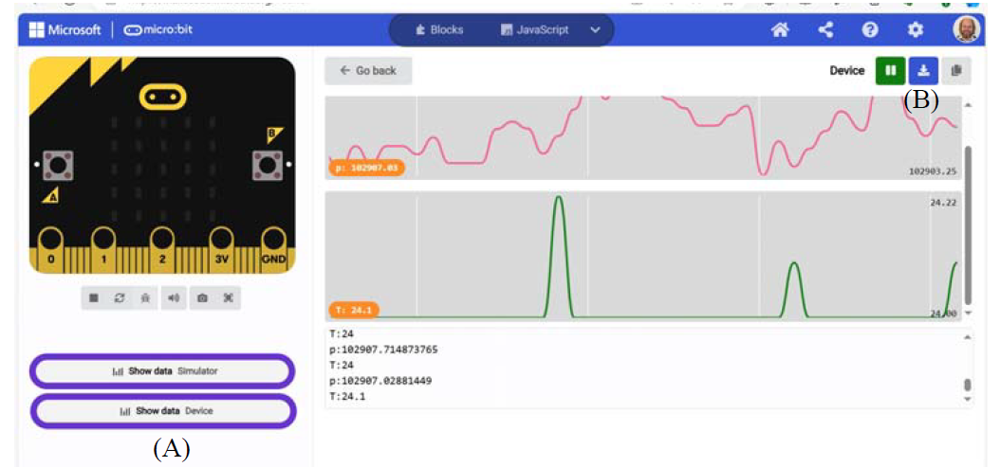 Microsoft micro:bit Blocks JavaScript
Go back Device
(B)
B
A
0 1 2 3V GND
p: 102907.03
102903.25
24.22
T: 24.1
24.00
T:24
p:102907.714873765
T:24
p:102907.02881449
T:24.1
Show data Simulator
Show data Device
(A)